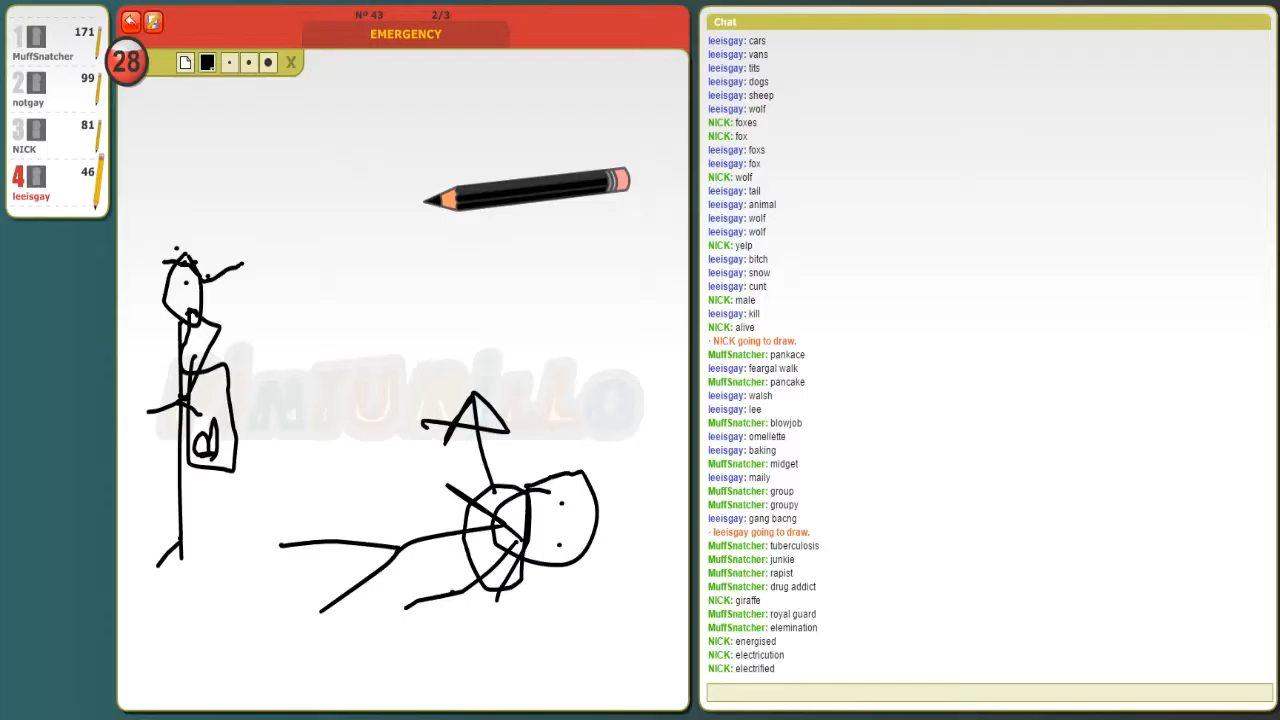 Nº 43
2/3
EMERGENCY
28
1
171
MuffSnatcher
2
99
notgay
3
81
NICK
4
46
leeisgay
X
B
Chat
leeisgay: cars
leeisgay: vans
leeisgay: tits
leeisgay: dogs
leeisgay: sheep
leeisgay: wolf
NICK: foxes
NICK: fox
leeisgay: foxs
leeisgay: fox
NICK: wolf
leeisgay: tail
leeisgay: animal
leeisgay: wolf
leeisgay: wolf
NICK: yelp
leeisgay: bitch
leeisgay: snow
leeisgay: cunt
NICK: male
leeisgay: kill
NICK: alive
· NICK going to draw.
MuffSnatcher: pankace
leeisgay: feargal walk
MuffSnatcher: pancake
leeisgay: walsh
leeisgay: lee
MuffSnatcher: blowjob
leeisgay: omellette
leeisgay: baking
MuffSnatcher: midget
leeisgay: maily
MuffSnatcher: group
MuffSnatcher: groupy
leeisgay: gang bacng
· leeisgay going to draw.
MuffSnatcher: tuberculosis
MuffSnatcher: junkie
MuffSnatcher: rapist
MuffSnatcher: drug addict
NICK: giraffe
MuffSnatcher: royal guard
MuffSnatcher: elemination
NICK: energised
NICK: electricution
NICK: electrified